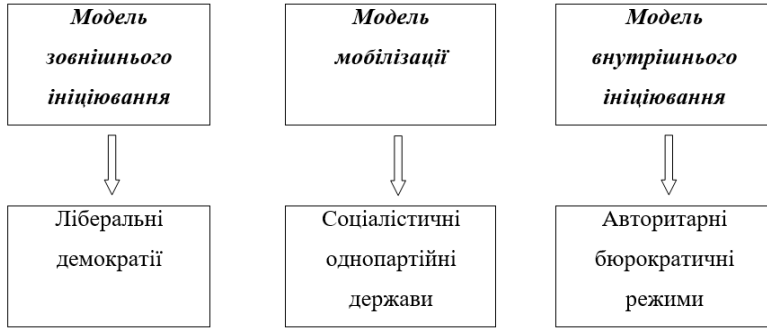 Модель
зовнішнього
ініціювання
Модель
мобілізації
Модель
внутрішнього
ініціювання
Ліберальні
демократії
Соціалістичні
однопартійні
держави
Авторитарні
бюрократичні
режими